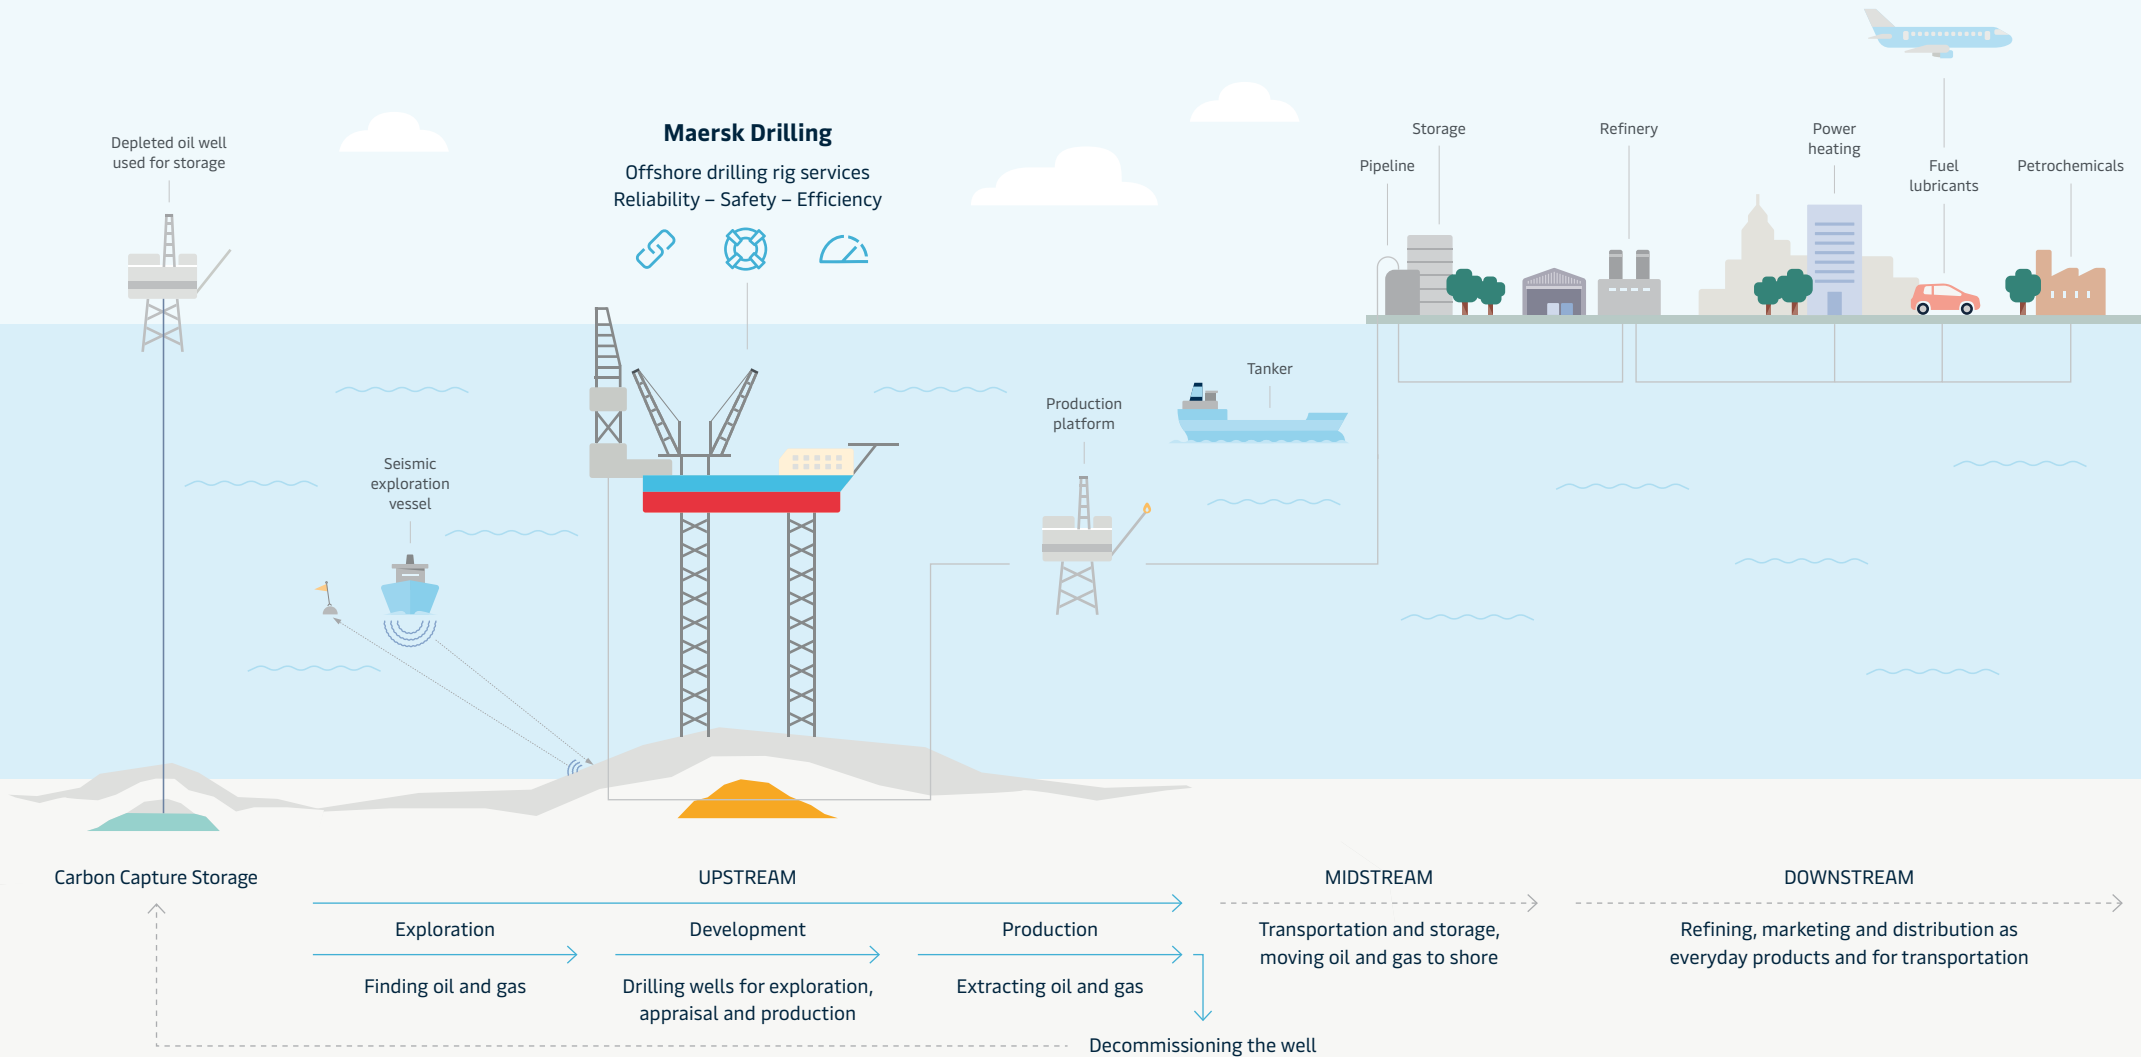 Depleted oil well
used for storage
Maersk Drilling
Offshore drilling rig services
Reliability – Safety – Efficiency
Storage
Refinery
Power
heating
Pipeline
Fuel
lubricants
Petrochemicals
Tanker
Production
platform
Seismic
exploration
vessel
Carbon Capture Storage
UPSTREAM
MIDSTREAM
DOWNSTREAM
Exploration
Development
Production
Transportation and storage,
moving oil and gas to shore
Refining, marketing and distribution as
everyday products and for transportation
Finding oil and gas
Drilling wells for exploration,
appraisal and production
Extracting oil and gas
Decommissioning the well